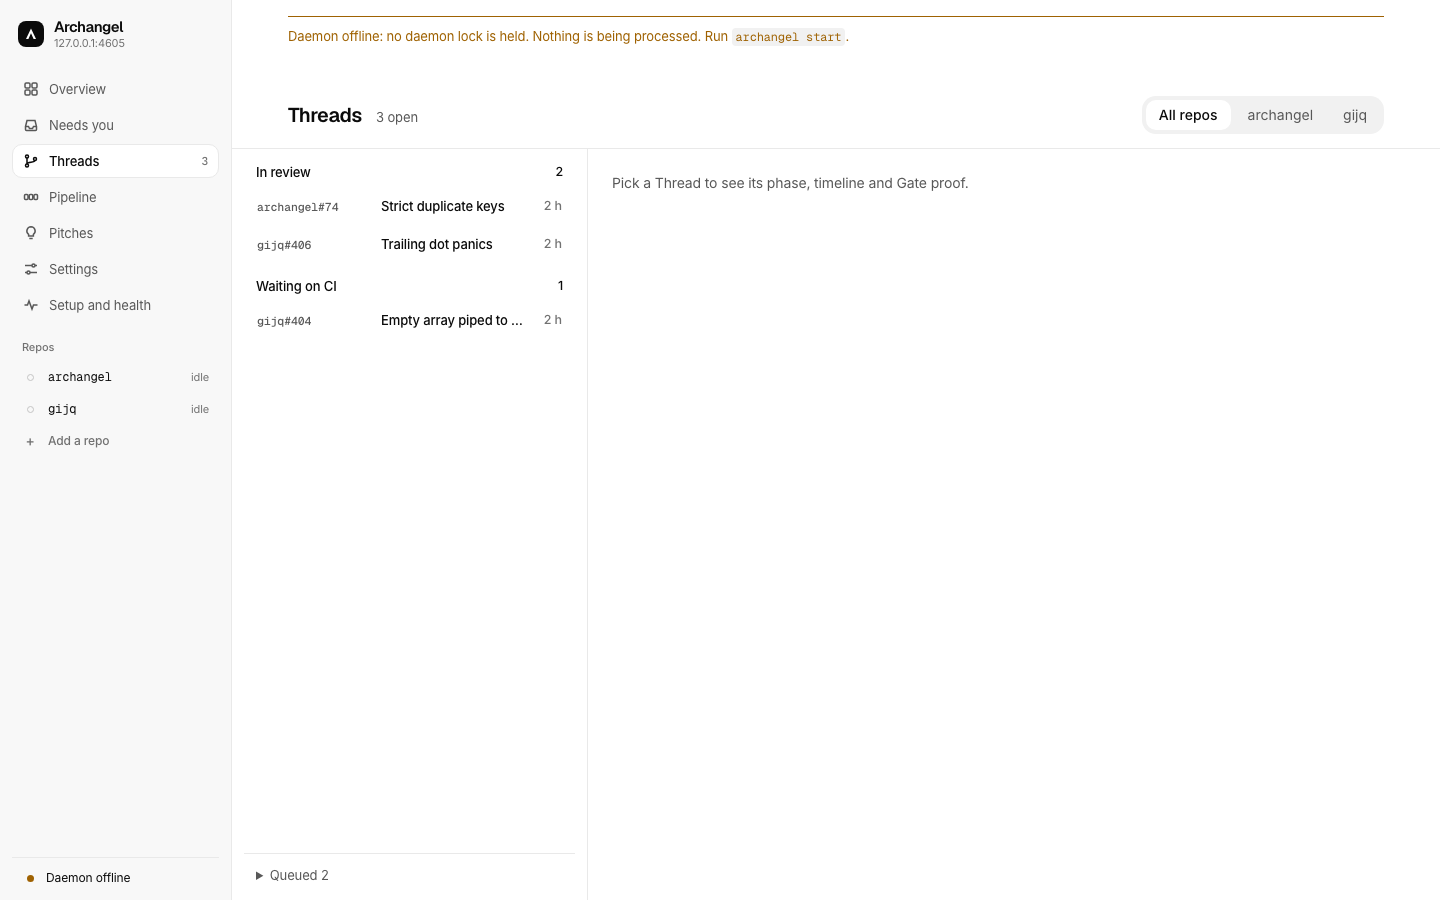 Archangel
127.0.0.1:4605
Overview
Needs you
Threads 3
Pipeline
Pitches
Settings
Setup and health
Repos
archangel idle
gijq idle
+ Add a repo
Daemon offline
Daemon offline: no daemon lock is held. Nothing is being processed. Run archangel start.
Threads 3 open
All repos archangel gijq
In review 2
archangel#74 Strict duplicate keys 2 h
gijq#406 Trailing dot panics 2 h
Waiting on CI 1
gijq#404 Empty array piped to ... 2 h
Queued 2
Pick a Thread to see its phase, timeline and Gate proof.